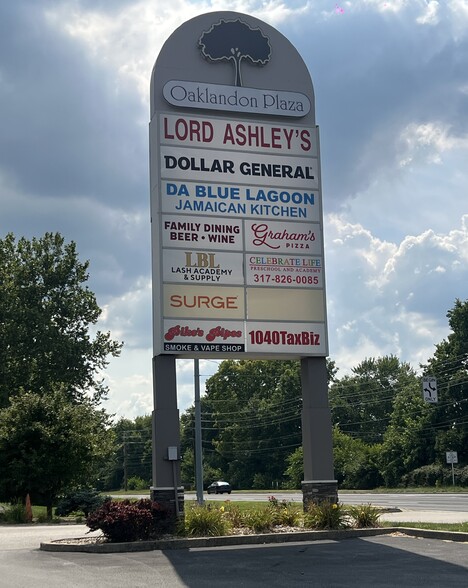 Oaklandon Plaza
LORD ASHLEY'S
DOLLAR GENERAL
DA BLUE LAGOON
JAMAICAN KITCHEN
FAMILY DINING
BEER • WINE
Graham's
PIZZA
LBL
LASH ACADEMY
& SUPPLY
CELEBRATE LIFE
PRESCHOOL AND ACADEMY
317-826-0085
SURGE
Mike's Pipes
SMOKE & VAPE SHOP
1040TaxBiz